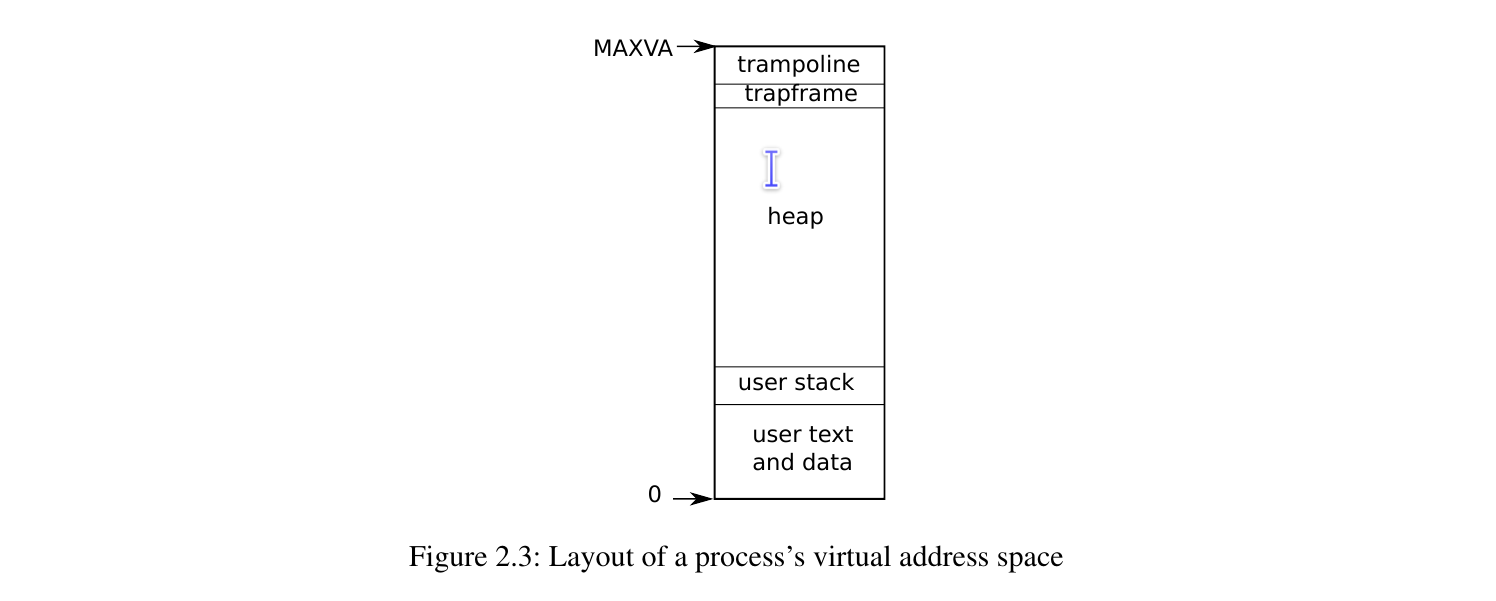 MAXVA
trampoline
trapframe
heap
user stack
user text
and data
0
Figure 2.3: Layout of a process’s virtual address space